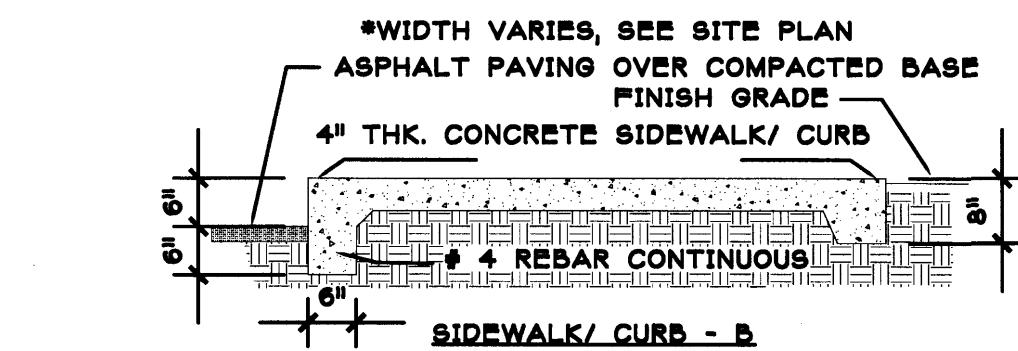 *WIDTH VARIES, SEE SITE PLAN
ASPHALT PAVING OVER COMPACTED BASE
FINISH GRADE
4" THK. CONCRETE SIDEWALK/ CURB
6"
6"
8"
# 4 REBAR CONTINUOUS
6"
SIDEWALK/ CURB - B